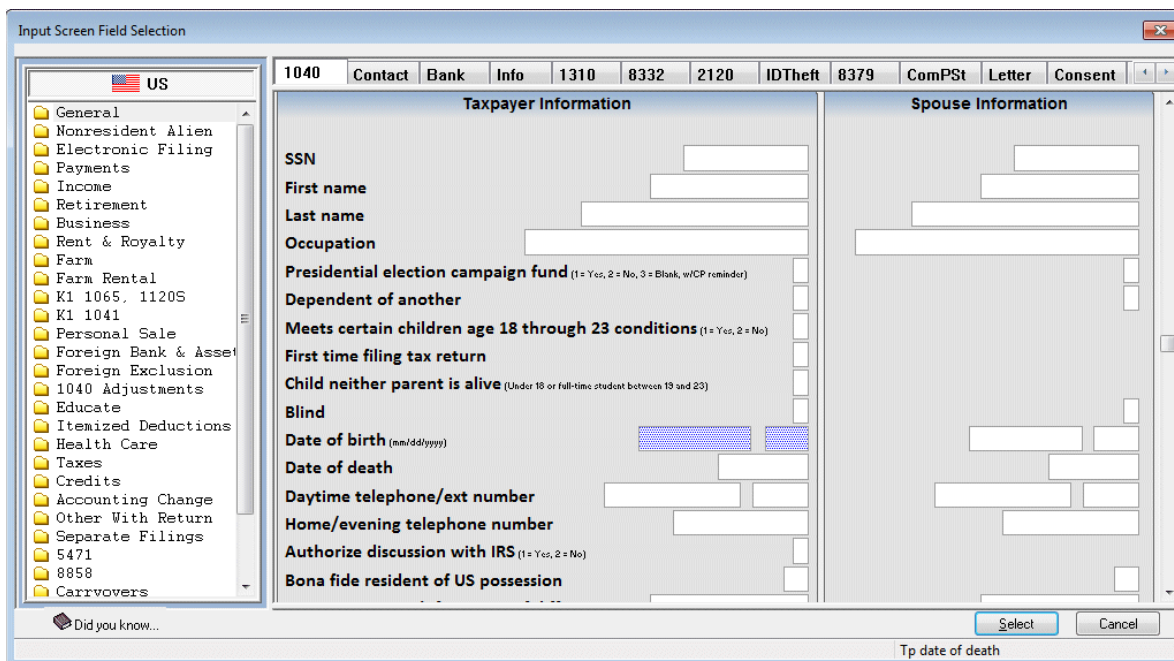 Input Screen Field Selection
US
General
Nonresident Alien
Electronic Filing
Payments
Income
Retirement
Business
Rent & Royalty
Farm
Farm Rental
K1 1065, 1120S
K1 1041
Personal Sale
Foreign Bank & Asset
Foreign Exclusion
1040 Adjustments
Educate
Itemized Deductions
Health Care
Taxes
Credits
Accounting Change
Other With Return
Separate Filings
5471
8858
Carryovers
1040 Contact Bank Info 1310 8332 2120 IDTheft 8379 ComPSt Letter Consent
Taxpayer Information Spouse Information
SSN
First name
Last name
Occupation
Presidential election campaign fund (1 = Yes, 2 = No, 3 = Blank, w/CP reminder)
Dependent of another
Meets certain children age 18 through 23 conditions (1 = Yes, 2 = No)
First time filing tax return
Child neither parent is alive (Under 18 or full-time student between 19 and 23)
Blind
Date of birth (mm/dd/yyyy)
Date of death
Daytime telephone/ext number
Home/evening telephone number
Authorize discussion with IRS (1 = Yes, 2 = No)
Bona fide resident of US possession
Did you know... Select Cancel
Tp date of death